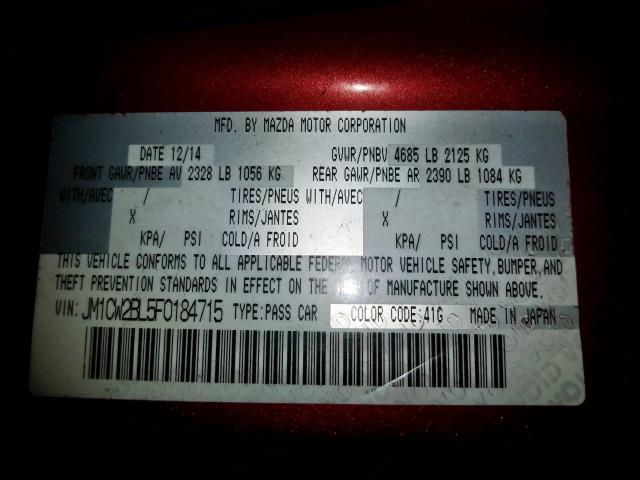 MFD. BY MAZDA MOTOR CORPORATION
DATE 12/14 GVWR/PNBV 4685 LB 2125 KG
FRONT GAWR/PNBE AV 2328 LB 1056 KG REAR GAWR/PNBE AR 2390 LB 1084 KG
WITH/AVEC / TIRES/PNEUS WITH/AVEC / TIRES/PNEUS
X RIMS/JANTES X RIMS/JANTES
KPA/ PSI COLD/A FROID KPA/ PSI COLD/A FROID
THIS VEHICLE CONFORMS TO ALL APPLICABLE FEDERAL MOTOR VEHICLE SAFETY, BUMPER, AND
THEFT PREVENTION STANDARDS IN EFFECT ON THE DATE OF MANUFACTURE SHOWN ABOVE.
VIN: JM1CW2BL5F0184715 TYPE: PASS CAR COLOR CODE: 41G MADE IN JAPAN